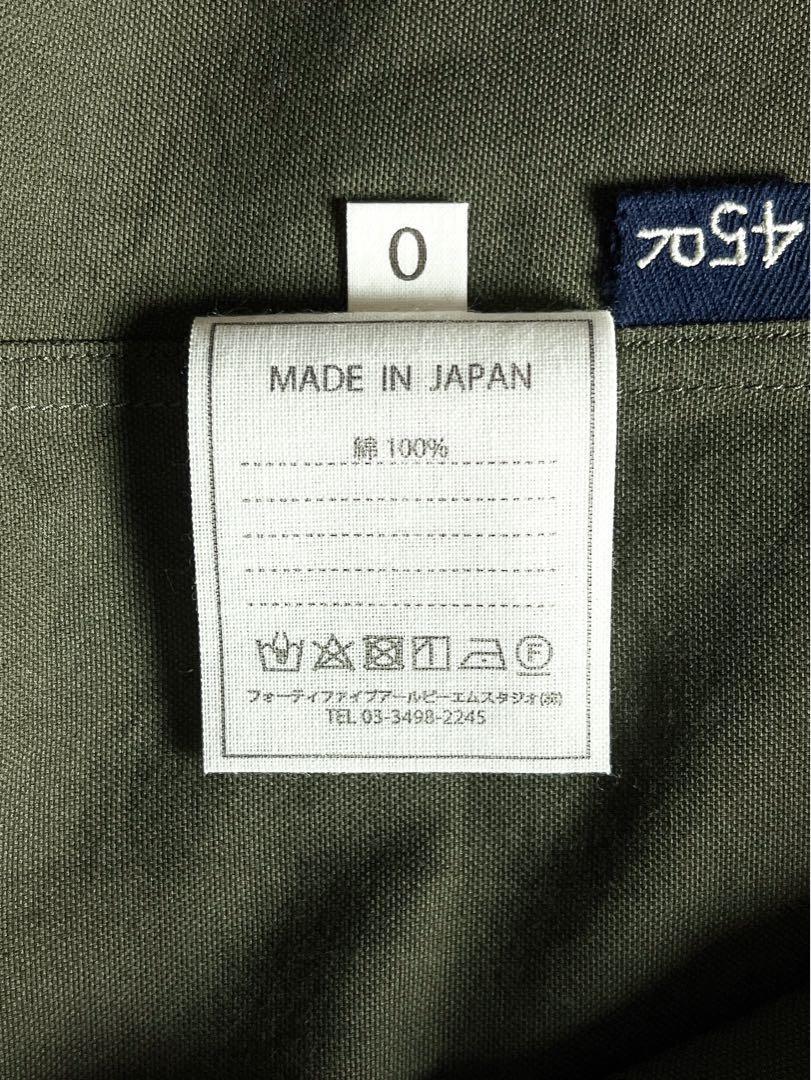 0
45R
MADE IN JAPAN
綿 100%
F
フォーティファイブアールピーエムスタジオ(株)
TEL 03-3498-2245